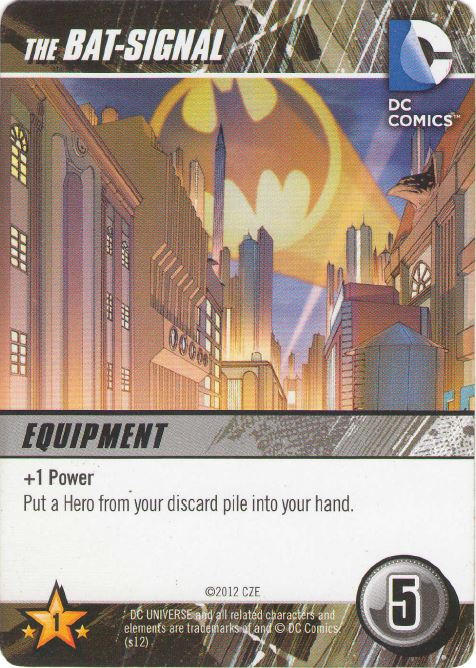 THE BAT-SIGNAL
DC
COMICS™
EQUIPMENT
+1 Power
Put a Hero from your discard pile into your hand.
©2012 CZE
1
DC UNIVERSE and all related characters and
elements are trademarks of and © DC Comics.
(s12)
5